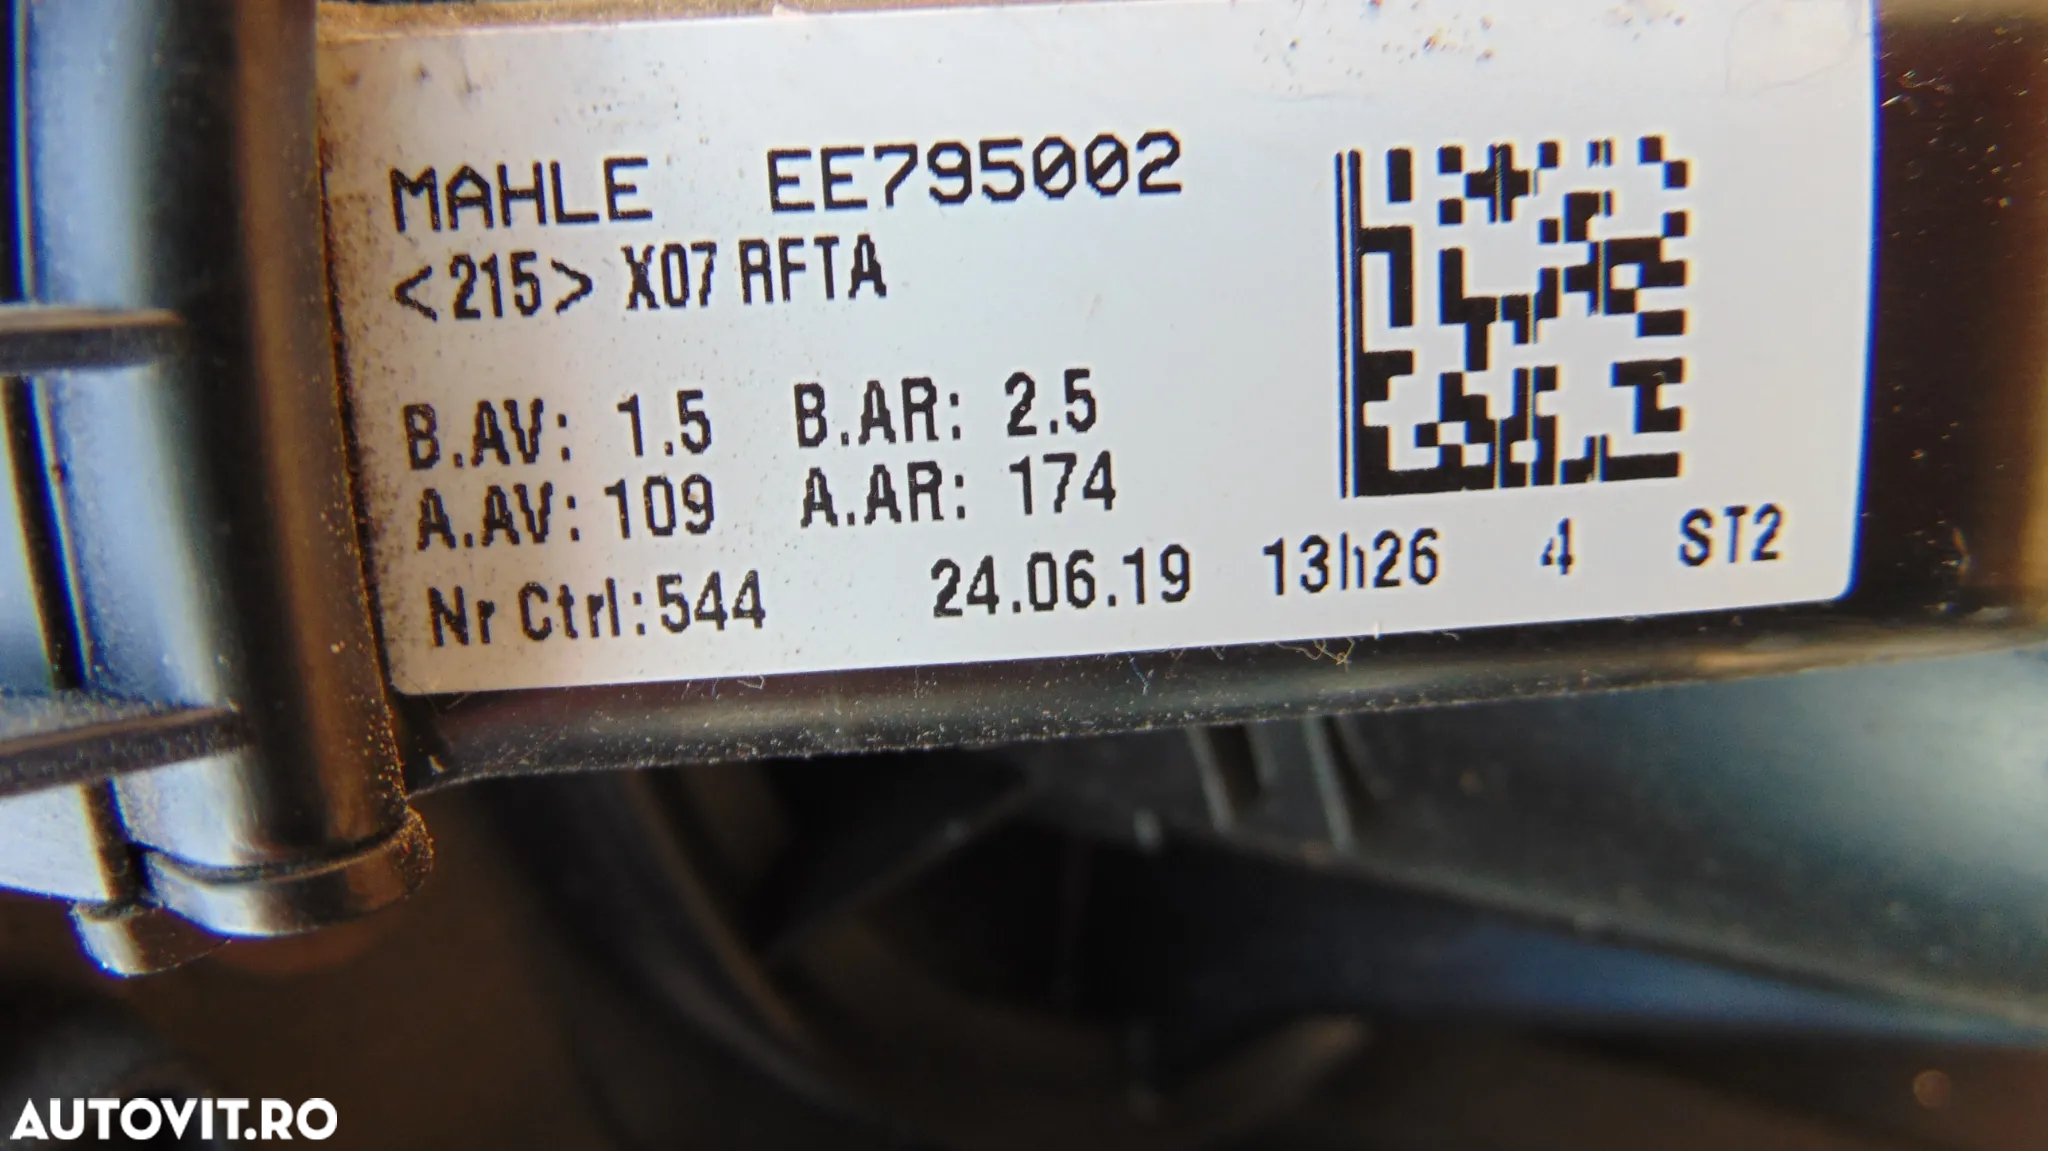 MAHLE EE795002
<215> X07 RFTA
B.AV: 1.5 B.AR: 2.5
A.AV: 109 A.AR: 174
Nr Ctrl:544 24.06.19 13h26 4 ST2
AUTOVIT.RO